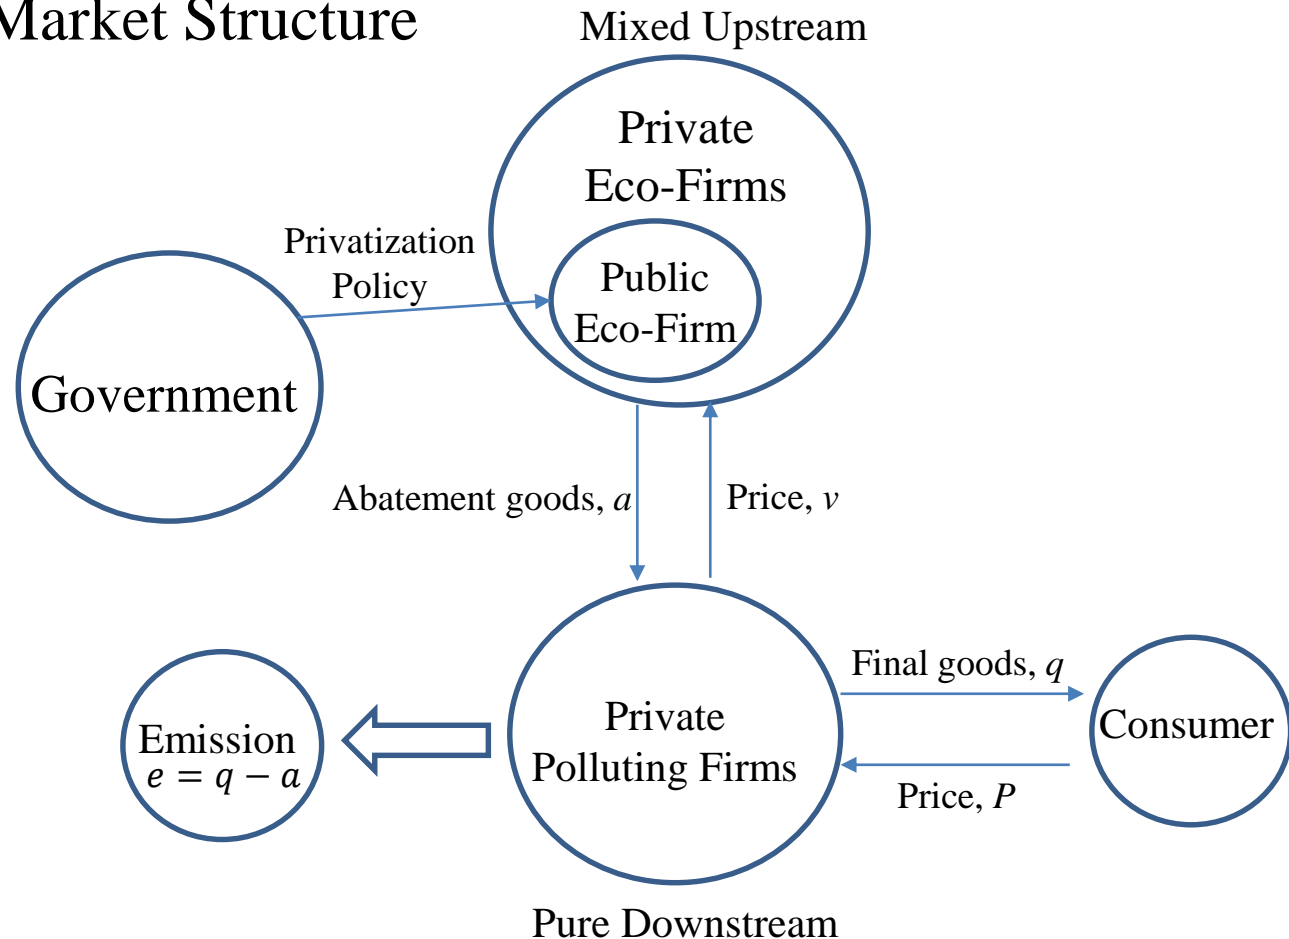 Market Structure
Mixed Upstream
Private
Eco-Firms
Privatization
Policy
Public
Eco-Firm
Government
Abatement goods, a
Price, v
Final goods, q
Private
Polluting Firms
Consumer
Emission
e = q − a
Price, P
Pure Downstream